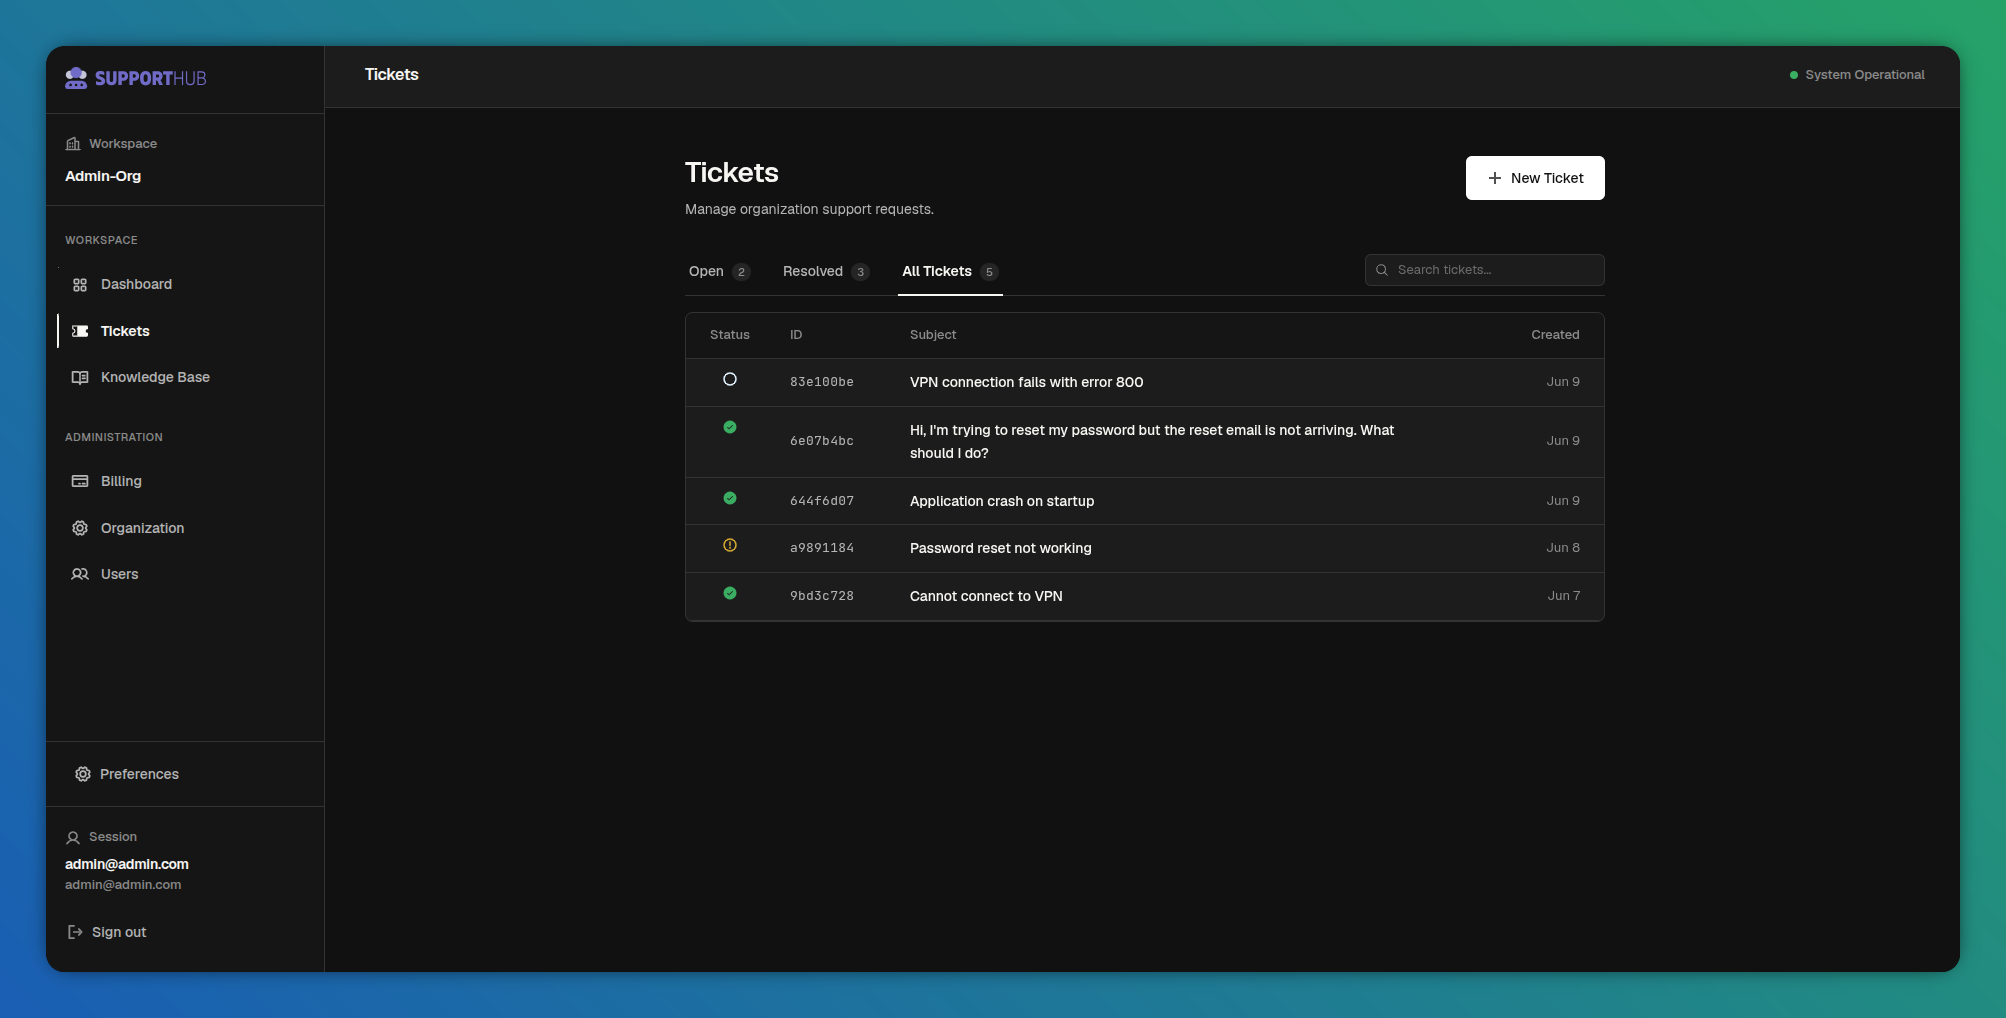 SUPPORTHUB
Workspace
Admin-Org
WORKSPACE
Dashboard
Tickets
Knowledge Base
ADMINISTRATION
Billing
Organization
Users
Preferences
Session
admin@admin.com
admin@admin.com
Sign out
Tickets
System Operational
Tickets
Manage organization support requests.
New Ticket
Open 2 Resolved 3 All Tickets 5
Search tickets...
Status ID Subject Created
83e100be VPN connection fails with error 800 Jun 9
6e07b4bc Hi, I'm trying to reset my password but the reset email is not arriving. What Jun 9
should I do?
644f6d07 Application crash on startup Jun 9
a9891184 Password reset not working Jun 8
9bd3c728 Cannot connect to VPN Jun 7